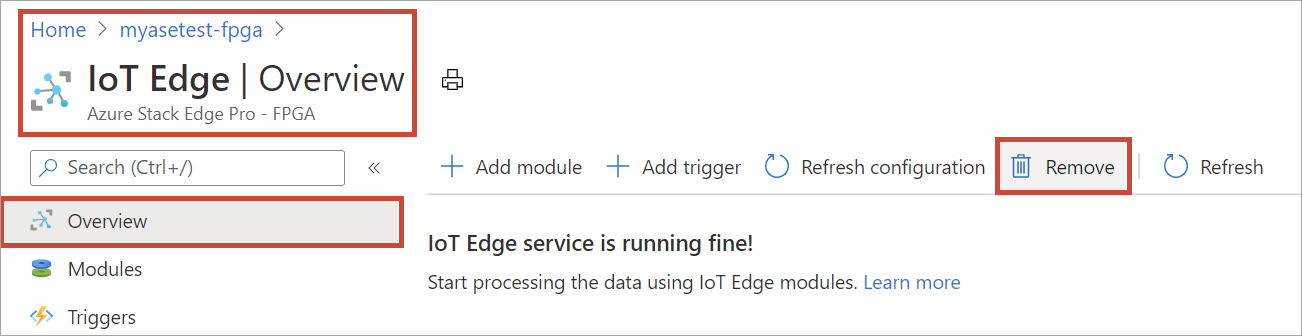 Home > myasetest-fpga >
IoT Edge | Overview
Azure Stack Edge Pro - FPGA
Search (Ctrl+/) «
Add module Add trigger Refresh configuration Remove Refresh
Overview
Modules
Triggers
IoT Edge service is running fine!
Start processing the data using IoT Edge modules. Learn more